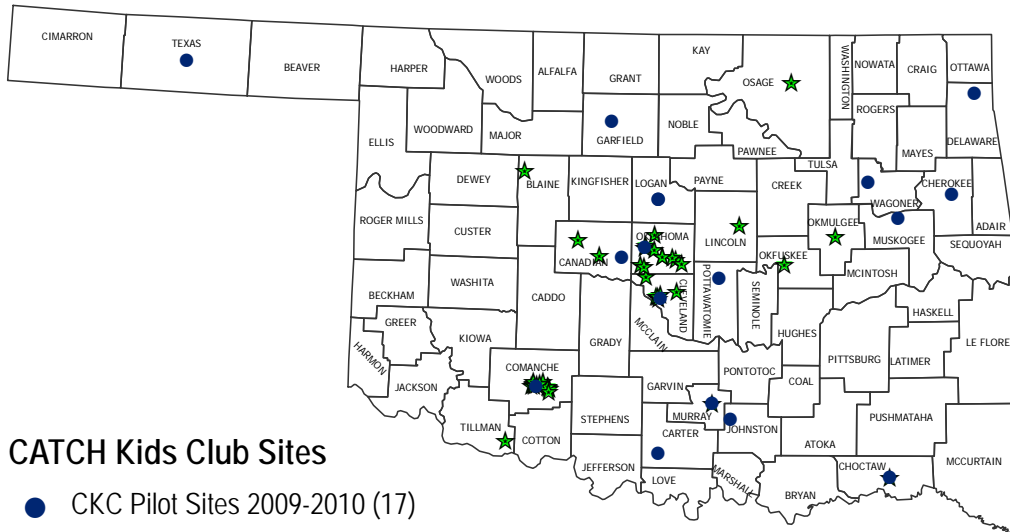 CIMARRON
TEXAS
BEAVER
HARPER
WOODS
ALFALFA
GRANT
KAY
OSAGE
WASHINGTON
NOWATA
CRAIG
OTTAWA
ELLIS
WOODWARD
MAJOR
GARFIELD
NOBLE
PAWNEE
ROGERS
MAYES
DELAWARE
DEWEY
BLAINE
KINGFISHER
LOGAN
PAYNE
CREEK
TULSA
WAGONER
CHEROKEE
ADAIR
ROGER MILLS
CUSTER
CANADIAN
OKLAHOMA
LINCOLN
OKFUSKEE
OKMULGEE
MUSKOGEE
SEQUOYAH
BECKHAM
WASHITA
CADDO
CLEVELAND
POTTAWATOMIE
SEMINOLE
MCINTOSH
HASKELL
GREER
KIOWA
GRADY
MCCLAIN
HUGHES
PITTSBURG
LATIMER
LE FLORE
HARMON
JACKSON
COMANCHE
GARVIN
PONTOTOC
COAL
TILLMAN
COTTON
STEPHENS
MURRAY
CARTER
JOHNSTON
ATOKA
PUSHMATAHA
MCCURTAIN
JEFFERSON
LOVE
MARSHALL
BRYAN
CHOCTAW
CATCH Kids Club Sites
CKC Pilot Sites 2009-2010 (17)